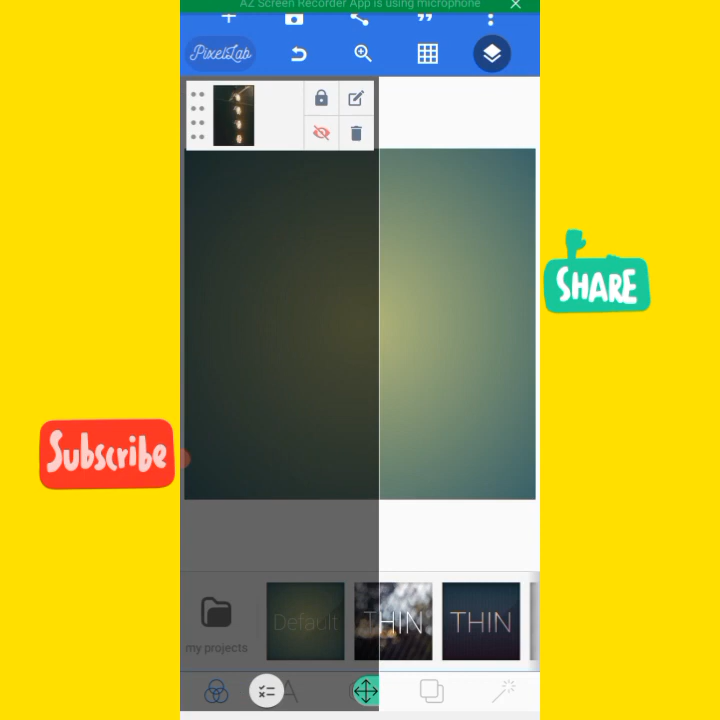 AZ Screen Recorder App is using microphone
PixelLab
SHARE
Subscribe
Default
THIN
THIN
my projects
A